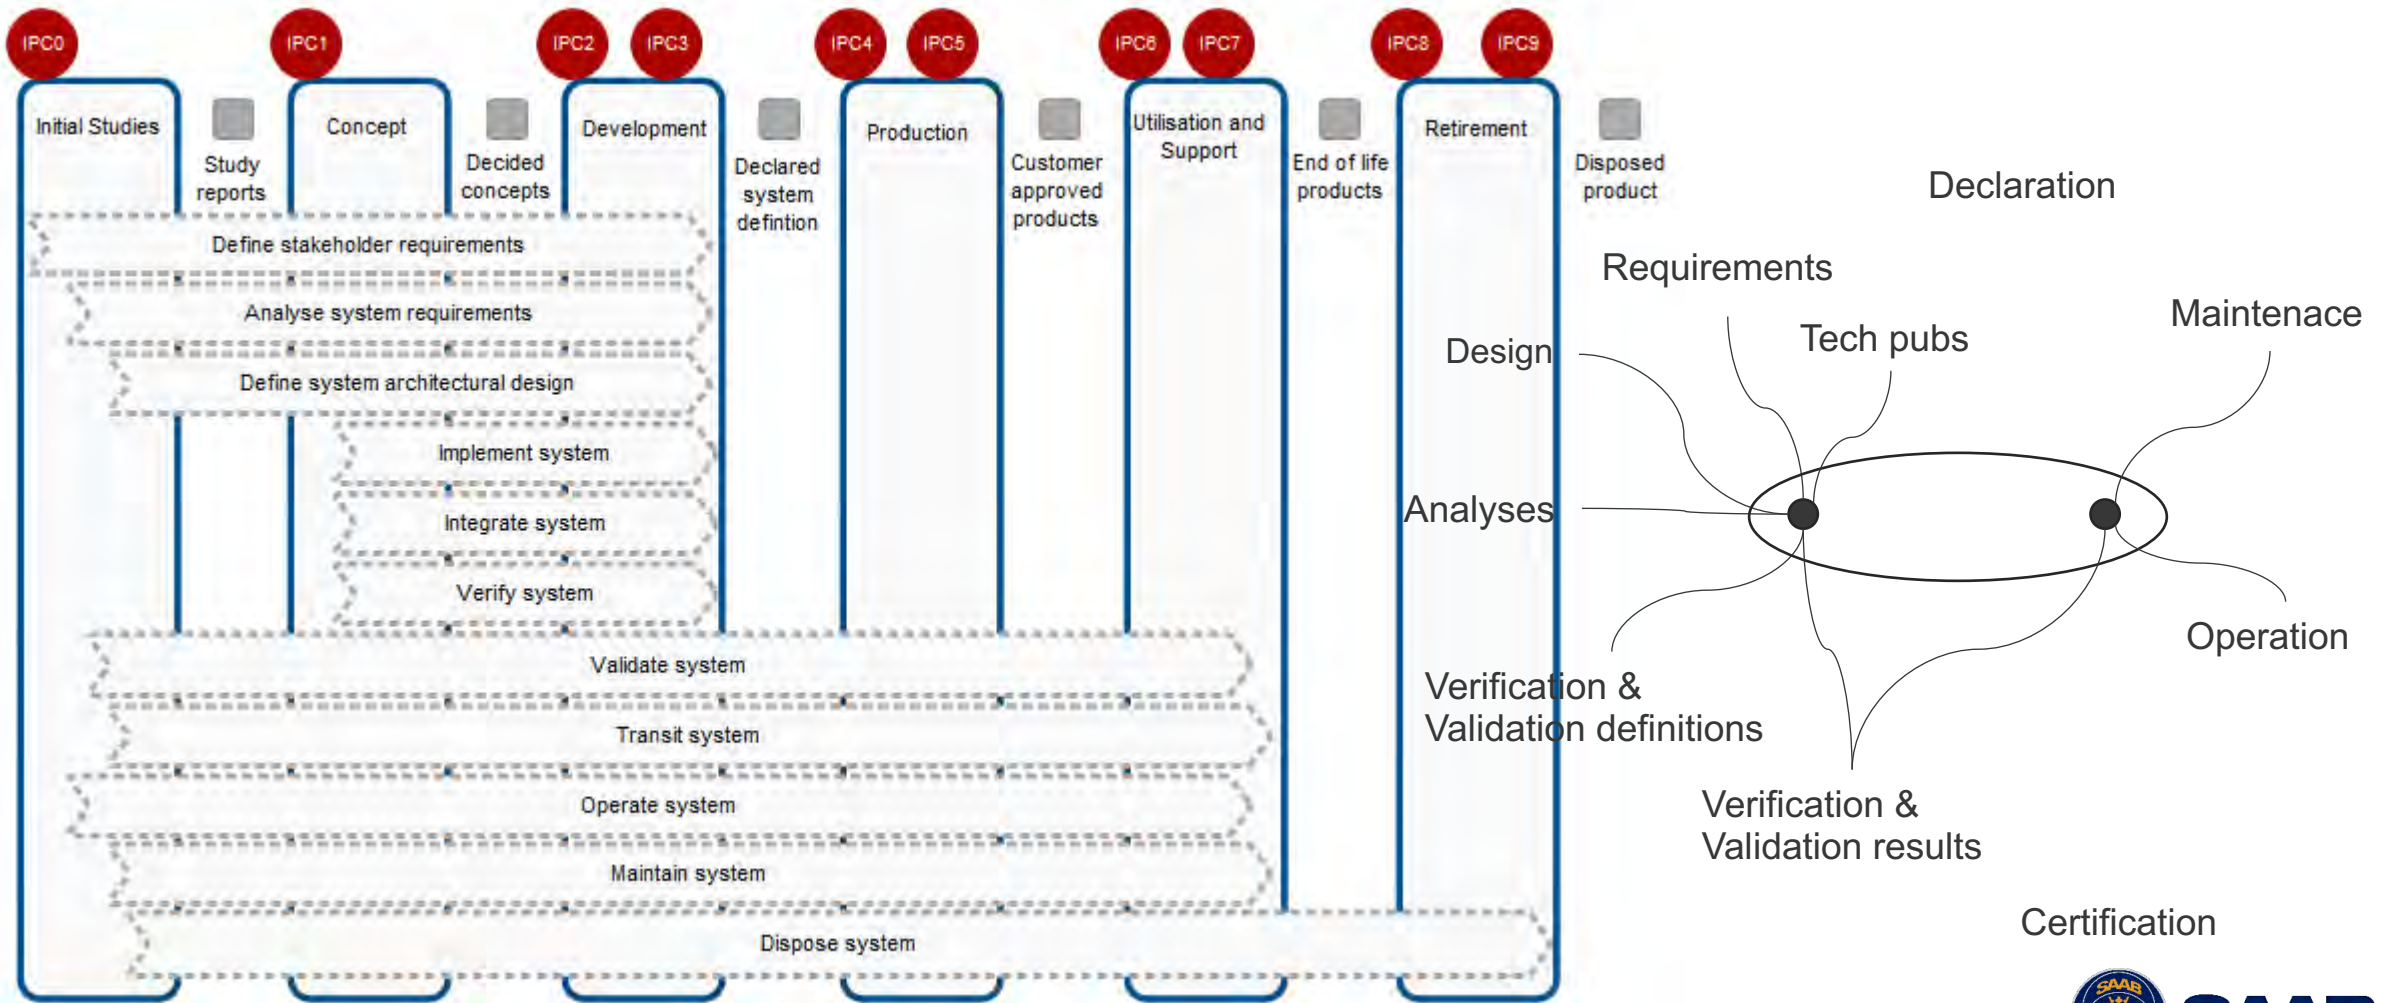 IPC0
IPC1
IPC2
IPC3
IPC4
IPC5
IPC6
IPC7
IPC8
IPC9
Initial Studies
Study
reports
Concept
Decided
concepts
Development
Declared
system
defintion
Production
Customer
approved
products
Utilisation and
Support
End of life
products
Retirement
Disposed
product
Define stakeholder requirements
Analyse system requirements
Define system architectural design
Implement system
Integrate system
Verify system
Validate system
Transit system
Operate system
Maintain system
Dispose system
Declaration
Requirements
Maintenace
Tech pubs
Design
Analyses
Operation
Verification &
Validation definitions
Verification &
Validation results
Certification
SAAB
SAAB